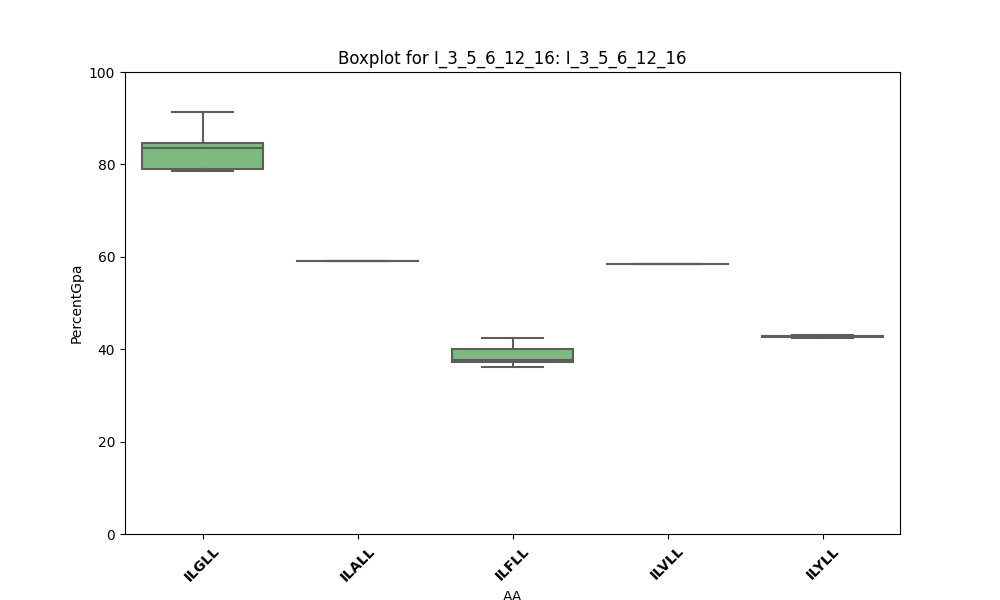 Boxplot for I_3_5_6_12_16: I_3_5_6_12_16
100
80
60
40
20
0
PercentGpa
ILGLL
ILALL
ILFLL
ILVLL
ILYLL
AA